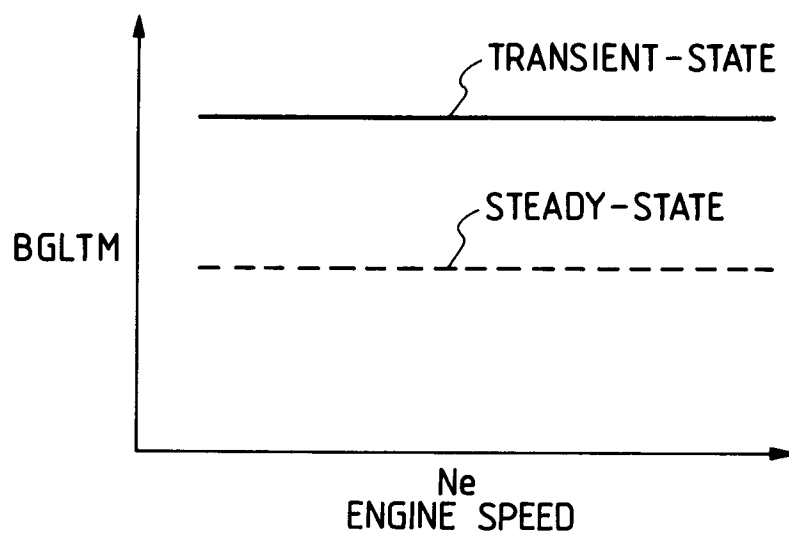 TRANSIENT-STATE
STEADY-STATE
BGLTM
Ne
ENGINE SPEED